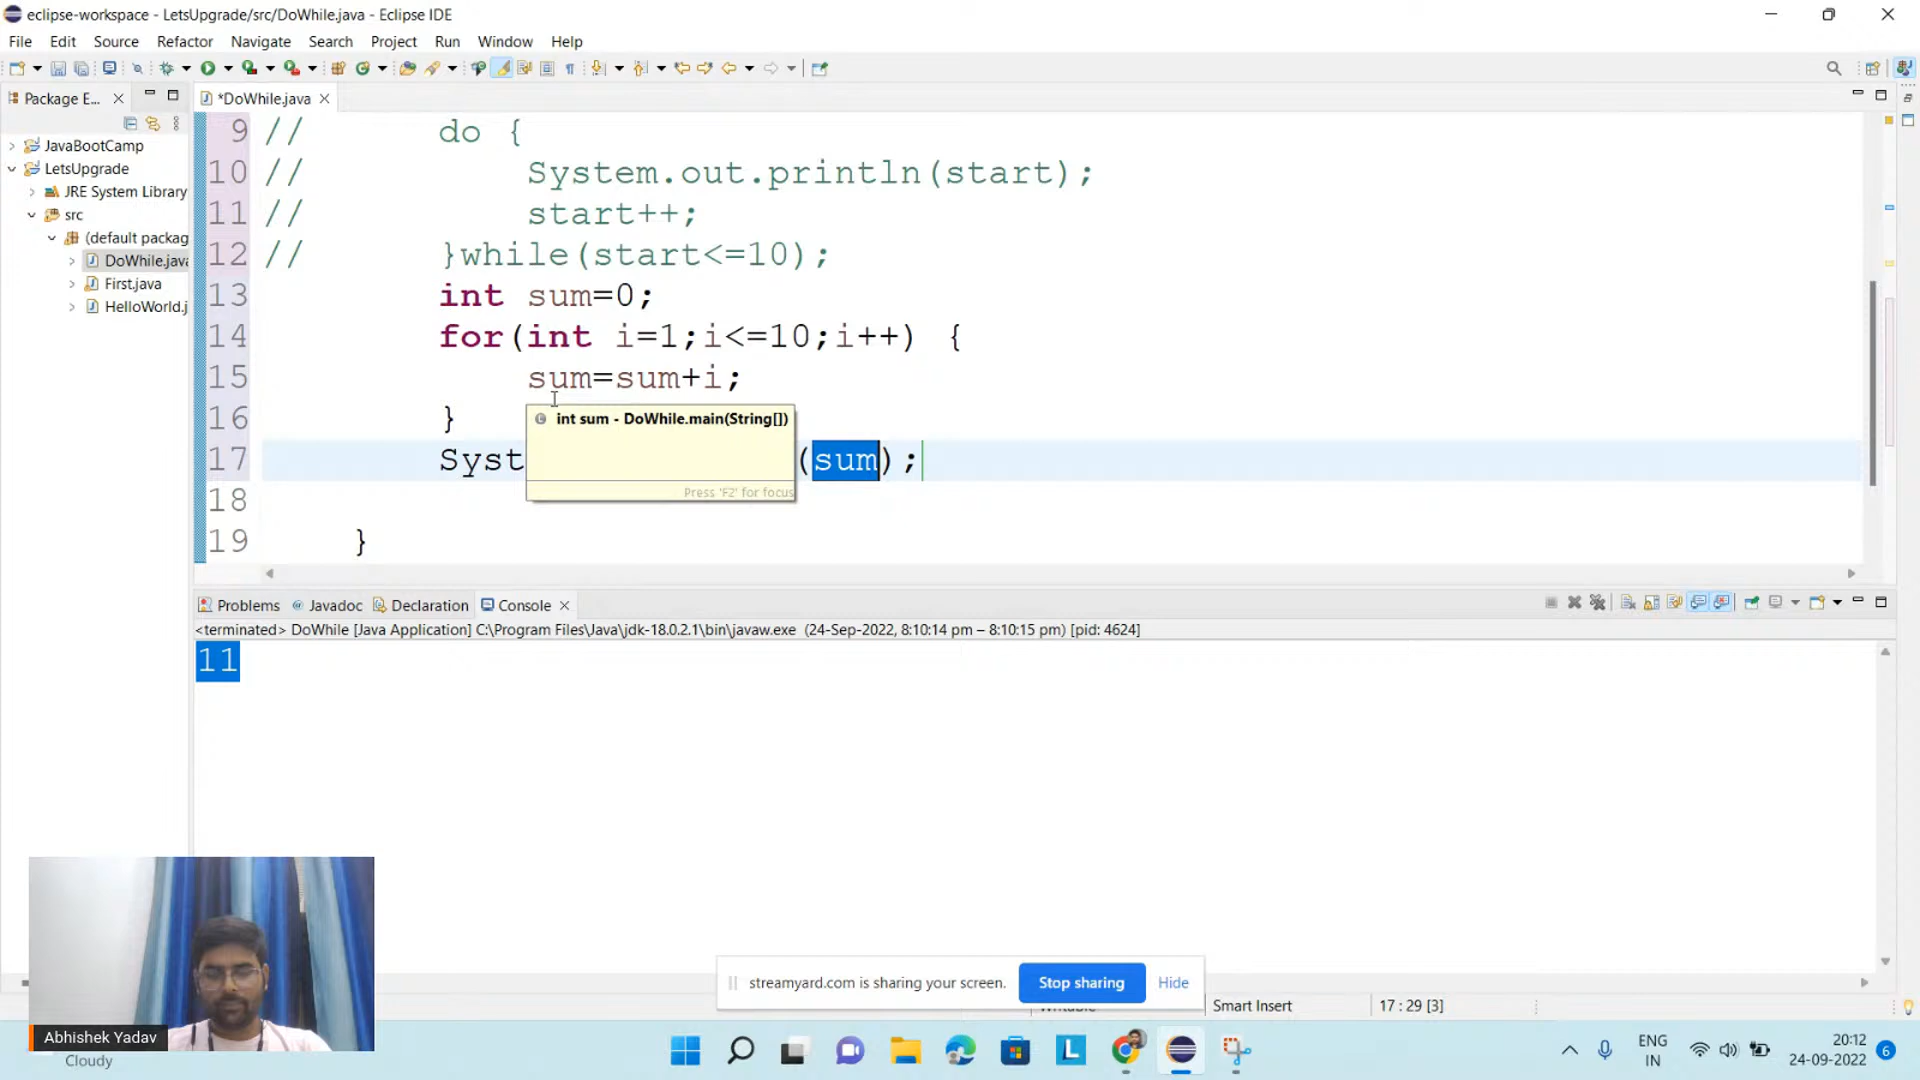 eclipse-workspace - LetsUpgrade/src/DoWhile.java - Eclipse IDE
File Edit Source Refactor Navigate Search Project Run Window Help
Package E...
*DoWhile.java
JavaBootCamp
LetsUpgrade
JRE System Library
src
(default packag
DoWhile.java
First.java
HelloWorld.j
9 // do {
10 // System.out.println(start);
11 // start++;
12 // }while(start<=10);
13 int sum=0;
14 for(int i=1;i<=10;i++) {
15 sum=sum+i;
16 }
int sum - DoWhile.main(String[])
17 Syst (sum);
Press 'F2' for focus
18
19 }
Problems Javadoc Declaration Console
<terminated> DoWhile [Java Application] C:\Program Files\Java\jdk-18.0.2.1\bin\javaw.exe (24-Sep-2022, 8:10:14 pm – 8:10:15 pm) [pid: 4624]
11
streamyard.com is sharing your screen. Stop sharing Hide
Smart Insert 17 : 29 [3]
Abhishek Yadav
Cloudy
ENG
IN
20:12
24-09-2022
6